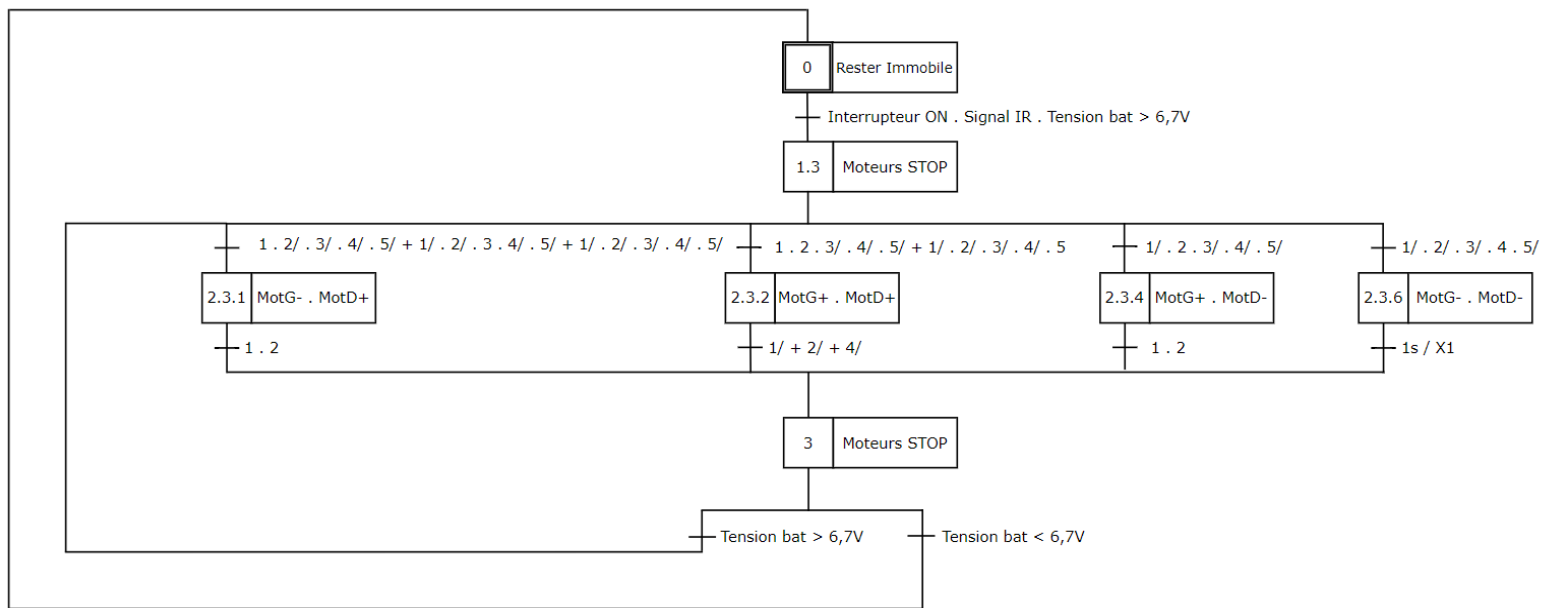 0 Rester Immobile
Interrupteur ON . Signal IR . Tension bat > 6,7V
1.3 Moteurs STOP
1 . 2/ . 3/ . 4/ . 5/ + 1/ . 2/ . 3 . 4/ . 5/ + 1/ . 2/ . 3/ . 4/ . 5/
1 . 2 . 3/ . 4/ . 5/ + 1/ . 2/ . 3/ . 4/ . 5
1/ . 2 . 3/ . 4/ . 5/
1/ . 2/ . 3/ . 4 . 5/
2.3.1 MotG- . MotD+
2.3.2 MotG+ . MotD+
2.3.4 MotG+ . MotD-
2.3.6 MotG- . MotD-
1 . 2
1/ + 2/ + 4/
1 . 2
1s / X1
3 Moteurs STOP
Tension bat > 6,7V
Tension bat < 6,7V